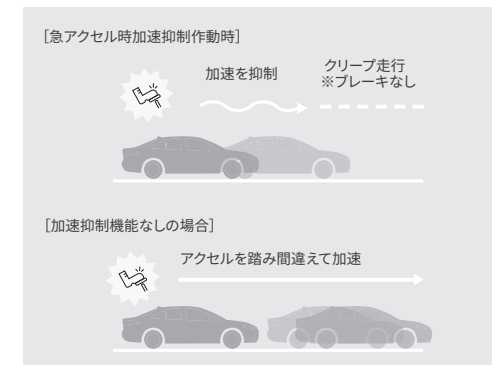 ［急アクセル時加速抑制作動時］
加速を抑制
クリープ走行
※ブレーキなし
［加速抑制機能なしの場合］
アクセルを踏み間違えて加速